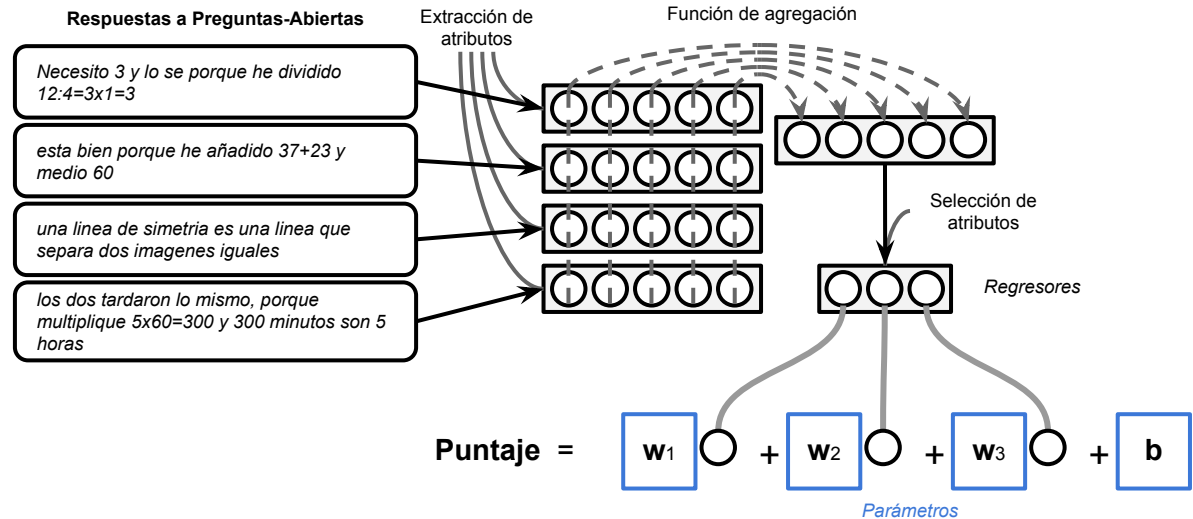 Respuestas a Preguntas-Abiertas
Extracción de
atributos
Función de agregación
Necesito 3 y lo se porque he dividido
12:4=3x1=3
esta bien porque he añadido 37+23 y
medio 60
una linea de simetria es una linea que
separa dos imagenes iguales
los dos tardaron lo mismo, porque
multiplique 5x60=300 y 300 minutos son 5
horas
Selección de
atributos
Regresores
Puntaje = w1 + w2 + w3 + b
Parámetros